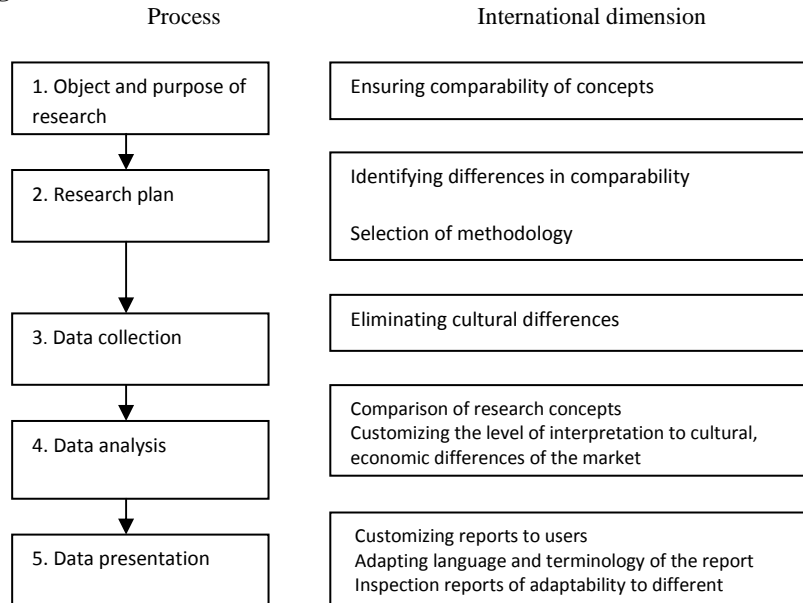 Process
International dimension
1. Object and purpose of
research
Ensuring comparability of concepts
2. Research plan
Identifying differences in comparability
Selection of methodology
3. Data collection
Eliminating cultural differences
4. Data analysis
Comparison of research concepts
Customizing the level of interpretation to cultural,
economic differences of the market
5. Data presentation
Customizing reports to users
Adapting language and terminology of the report
Inspection reports of adaptability to different